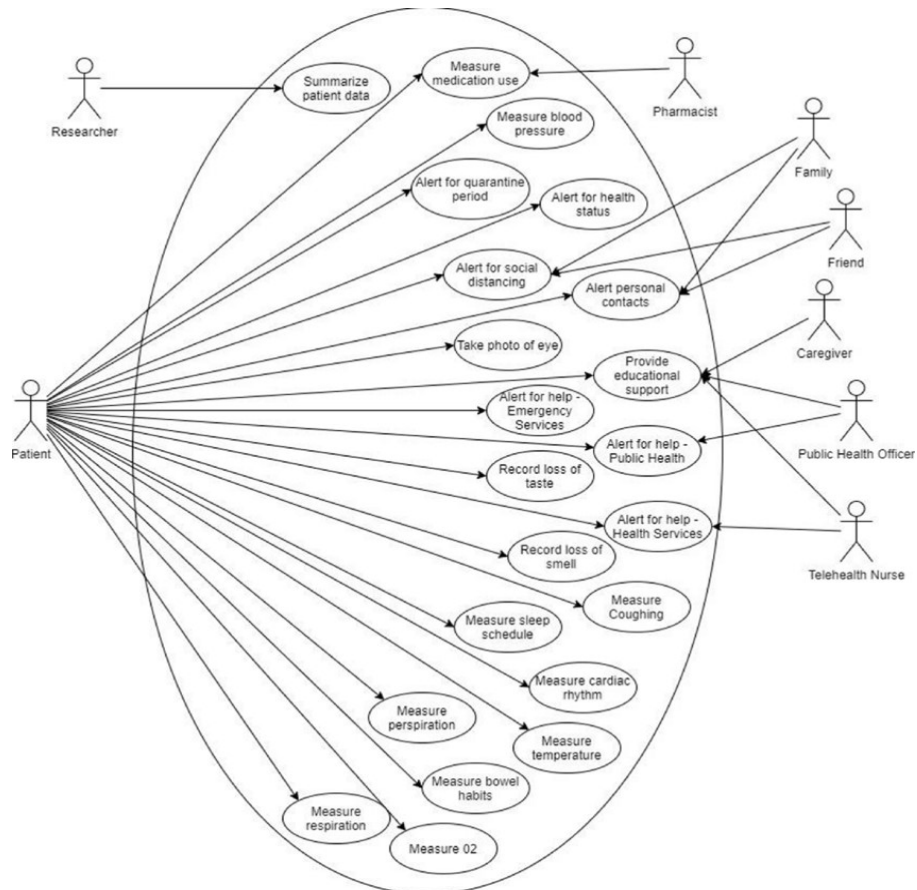 Measure
medication use
Summarize
patient data
Pharmacist
Researcher
Measure blood
pressure
Family
Alert for quarantine
period
Alert for health
status
Friend
Alert for social
distancing
Alert personal
contacts
Take photo of eye
Caregiver
Provide
educational
support
Alert for help -
Emergency
Services
Patient
Public Health Officer
Alert for help -
Public Health
Record loss of
taste
Alert for help -
Health Services
Record loss of
smell
Telehealth Nurse
Measure
Coughing
Measure sleep
schedule
Measure cardiac
rhythm
Measure
perspiration
Measure
temperature
Measure bowel
habits
Measure
respiration
Measure 02